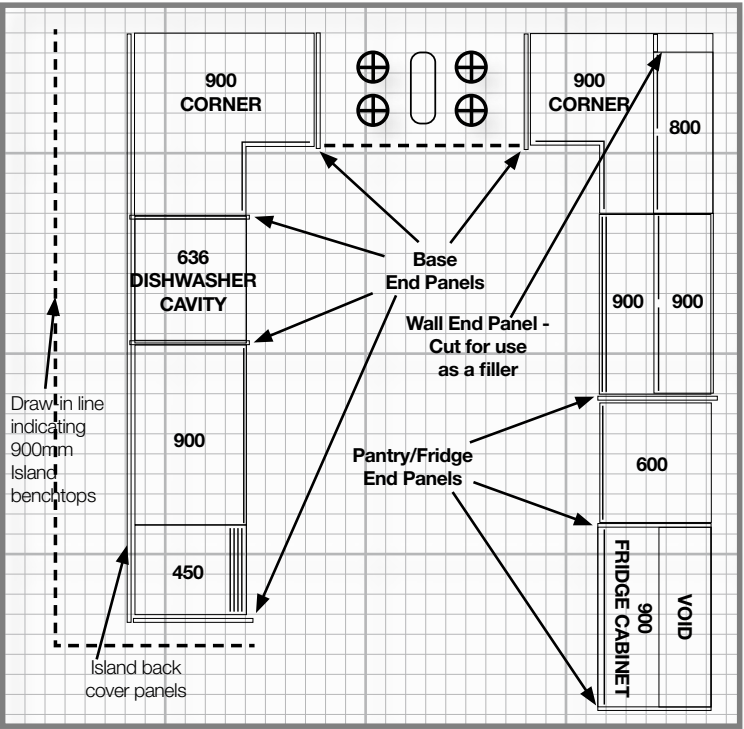 900
CORNER
900
CORNER
800
636
DISHWASHER
CAVITY
Base
End Panels
900
900
Wall End Panel -
Cut for use
as a filler
Draw in line
indicating
900mm
Island
benchtops
900
Pantry/Fridge
End Panels
600
450
FRIDGE CABINET
900
VOID
Island back
cover panels